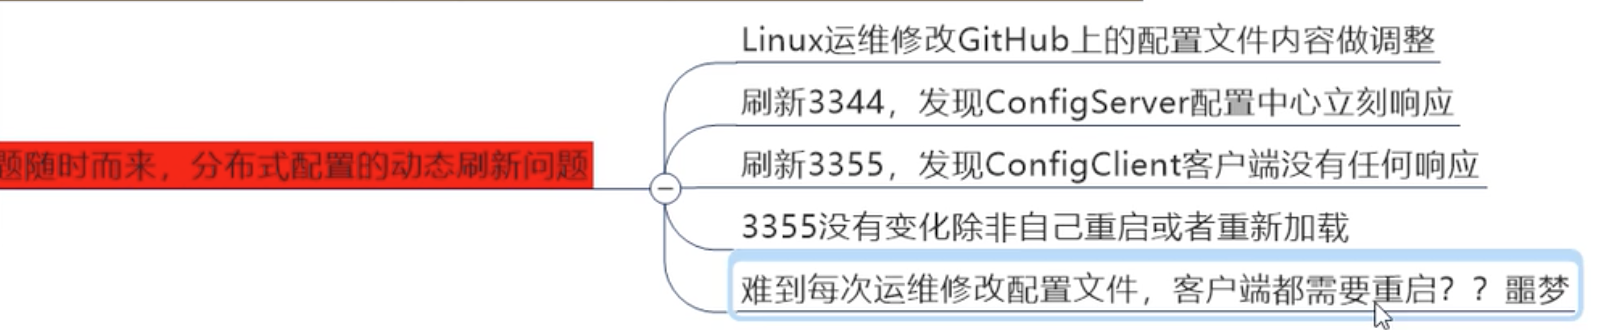 Linux运维修改GitHub上的配置文件内容做调整
刷新3344，发现ConfigServer配置中心立刻响应
题随时而来，分布式配置的动态刷新问题
刷新3355，发现ConfigClient客户端没有任何响应
3355没有变化除非自己重启或者重新加载
难到每次运维修改配置文件，客户端都需要重启？？噩梦